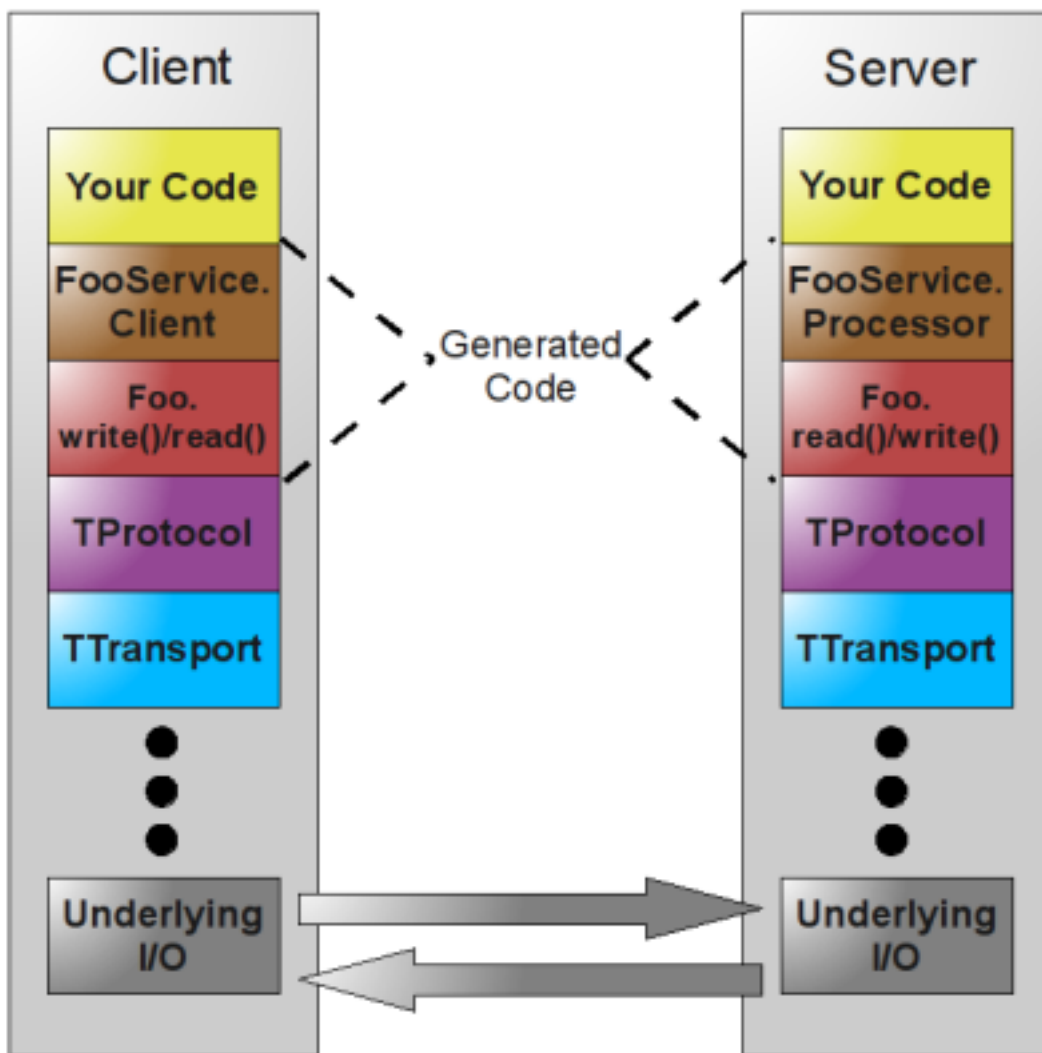 Client
Your Code
FooService.
Client
Foo.
write()/read()
TProtocol
TTransport
Underlying
I/O
Generated
Code
Server
Your Code
FooService.
Processor
Foo.
read()/write()
TProtocol
TTransport
Underlying
I/O